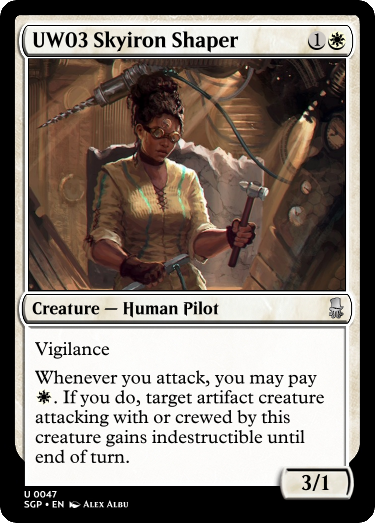 UW03 Skyiron Shaper 1
Creature — Human Pilot
Vigilance
Whenever you attack, you may pay
. If you do, target artifact creature
attacking with or crewed by this
creature gains indestructible until
end of turn.
3/1
U 0047
SGP • EN Alex Albu